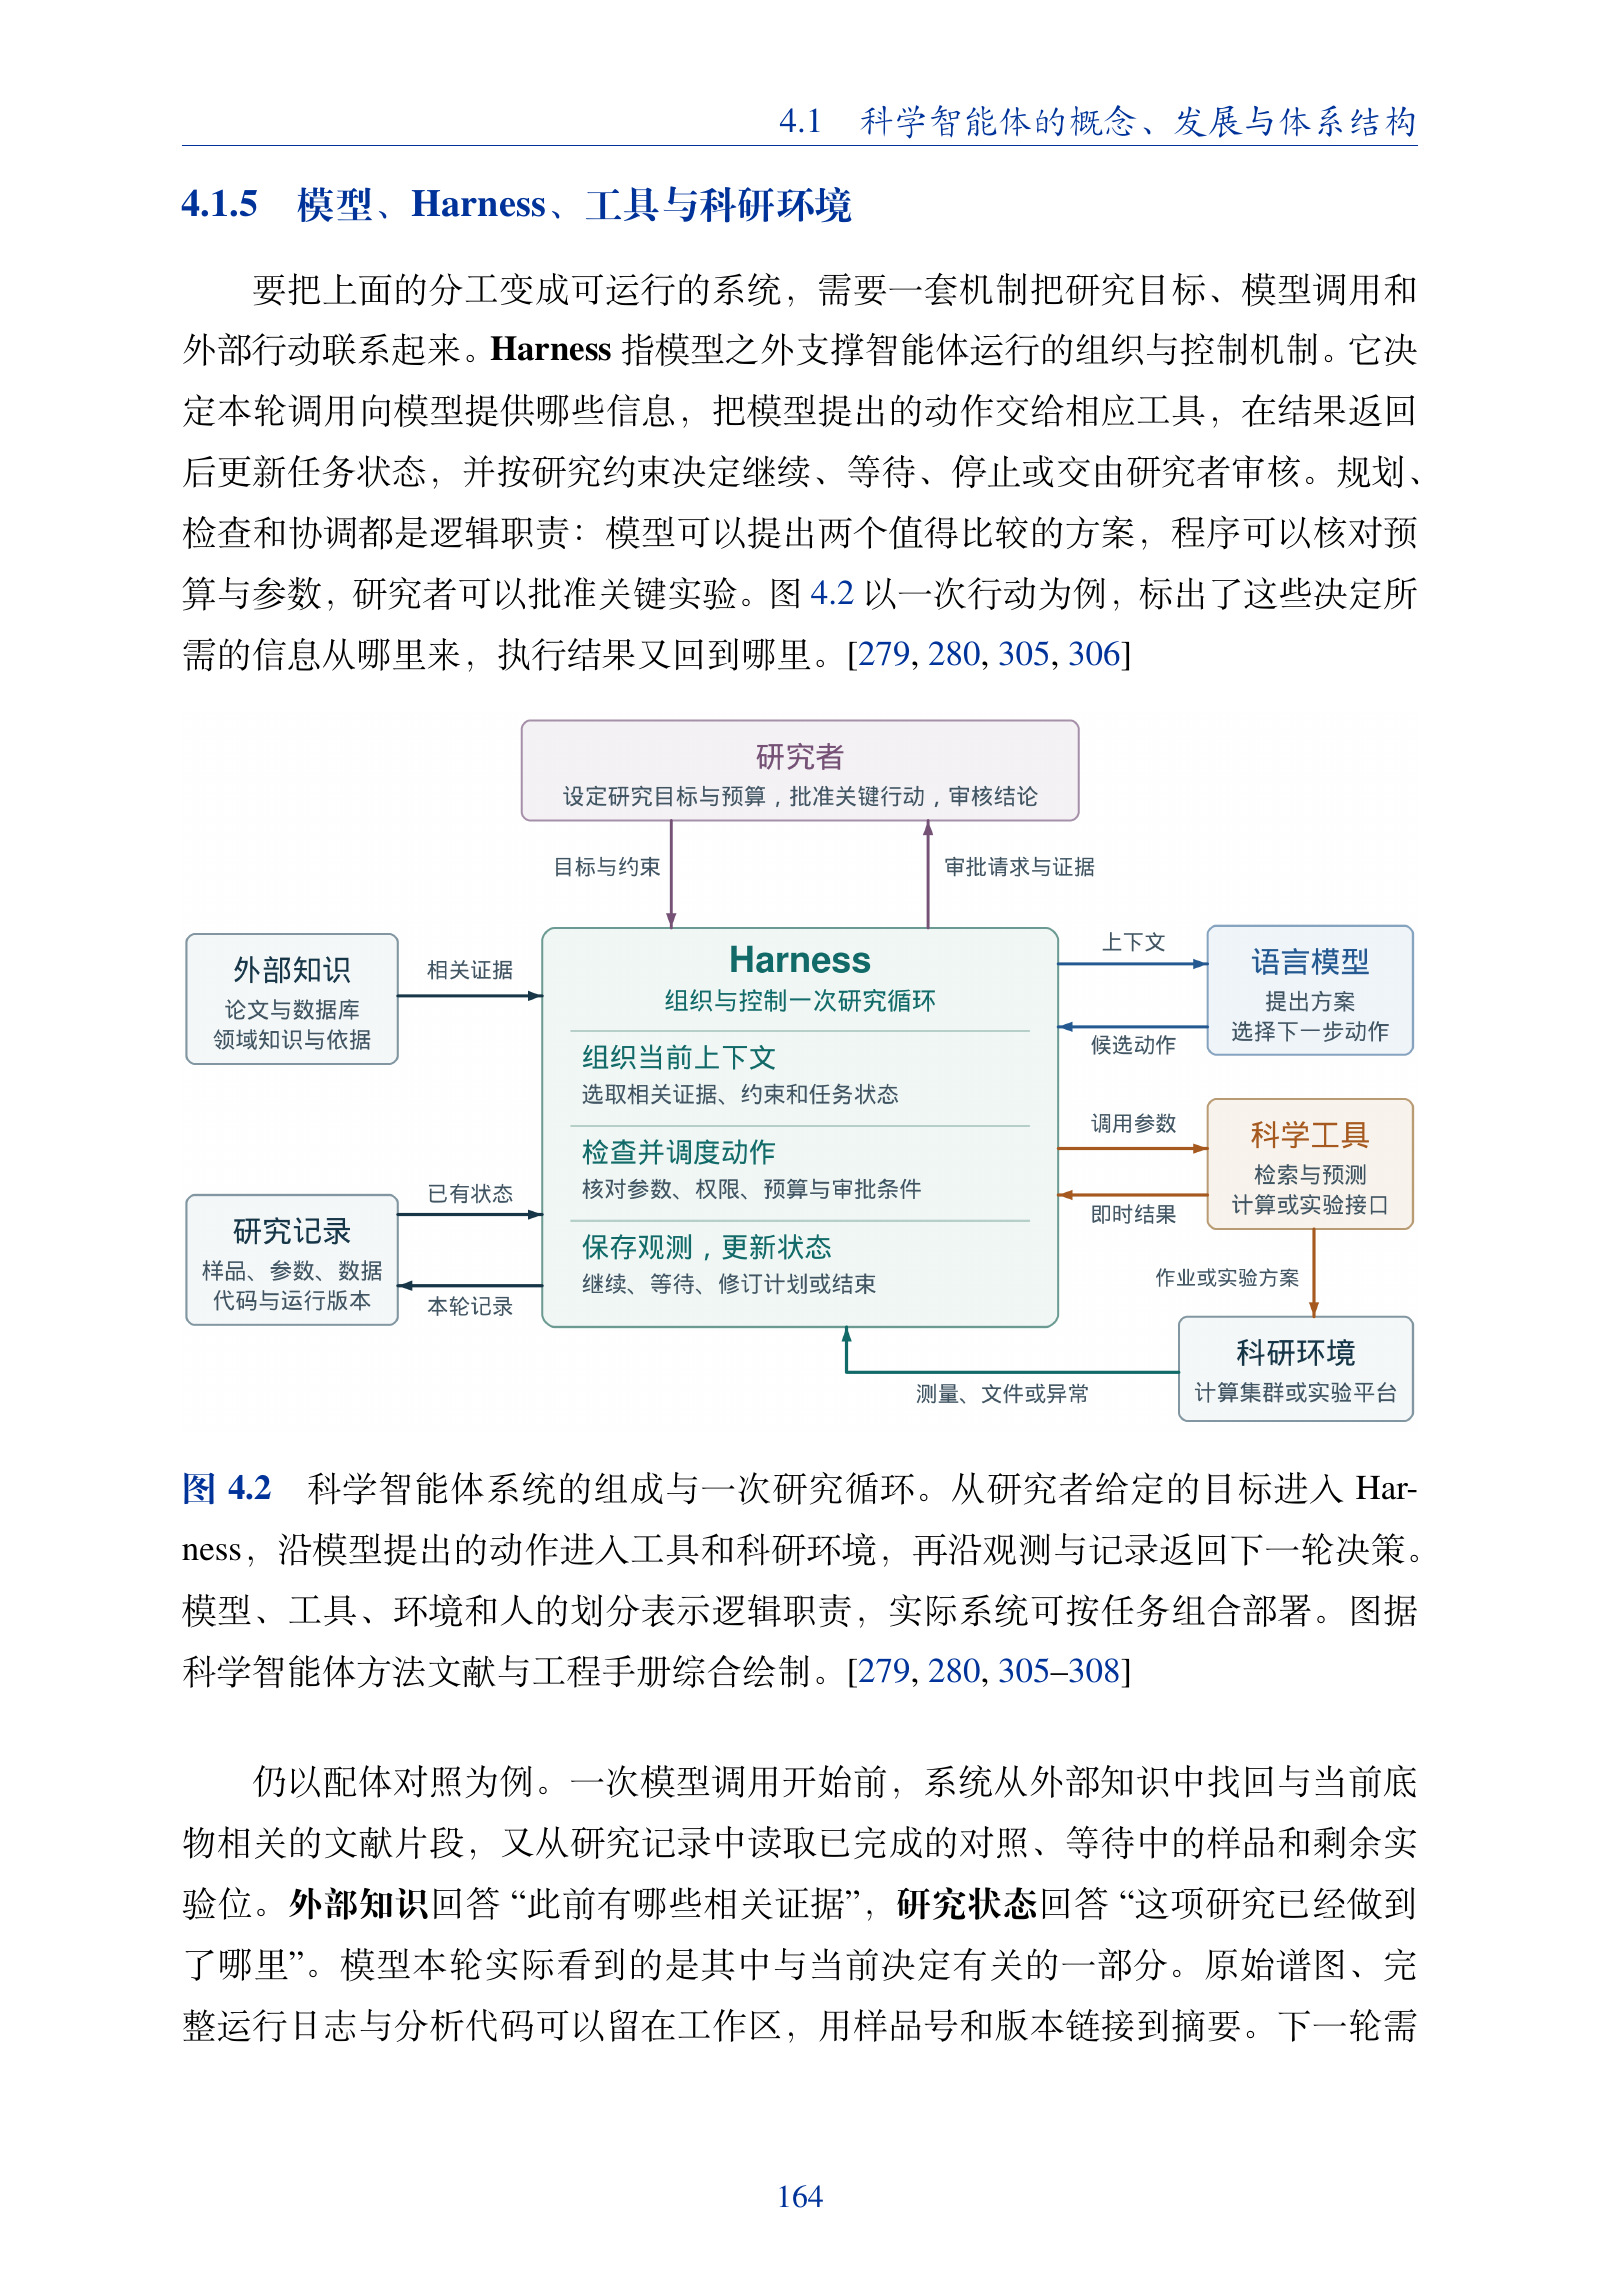 4.1 科学智能体的概念、发展与体系结构
4.1.5 模型、Harness、工具与科研环境
要把上面的分工变成可运行的系统，需要一套机制把研究目标、模型调用和
外部行动联系起来。Harness 指模型之外支撑智能体运行的组织与控制机制。它决
定本轮调用向模型提供哪些信息，把模型提出的动作交给相应工具，在结果返回
后更新任务状态，并按研究约束决定继续、等待、停止或交由研究者审核。规划、
检查和协调都是逻辑职责：模型可以提出两个值得比较的方案，程序可以核对预
算与参数，研究者可以批准关键实验。图 4.2 以一次行动为例，标出了这些决定所
需的信息从哪里来，执行结果又回到哪里。[279, 280, 305, 306]
研究者
设定研究目标与预算，批准关键行动，审核结论
目标与约束
审批请求与证据
外部知识
论文与数据库
领域知识与依据
相关证据
Harness
组织与控制一次研究循环
组织当前上下文
选取相关证据、约束和任务状态
检查并调度动作
核对参数、权限、预算与审批条件
保存观测，更新状态
继续、等待、修订计划或结束
上下文
候选动作
语言模型
提出方案
选择下一步动作
调用参数
即时结果
科学工具
检索与预测
计算或实验接口
已有状态
本轮记录
研究记录
样品、参数、数据
代码与运行版本
作业或实验方案
科研环境
计算集群或实验平台
测量、文件或异常
图 4.2 科学智能体系统的组成与一次研究循环。从研究者给定的目标进入 Har-
ness，沿模型提出的动作进入工具和科研环境，再沿观测与记录返回下一轮决策。
模型、工具、环境和人的划分表示逻辑职责，实际系统可按任务组合部署。图据
科学智能体方法文献与工程手册综合绘制。[279, 280, 305–308]
仍以配体对照为例。一次模型调用开始前，系统从外部知识中找回与当前底
物相关的文献片段，又从研究记录中读取已完成的对照、等待中的样品和剩余实
验位。外部知识回答 “此前有哪些相关证据”，研究状态回答 “这项研究已经做到
了哪里”。模型本轮实际看到的是其中与当前决定有关的一部分。原始谱图、完
整运行日志与分析代码可以留在工作区，用样品号和版本链接到摘要。下一轮需
164